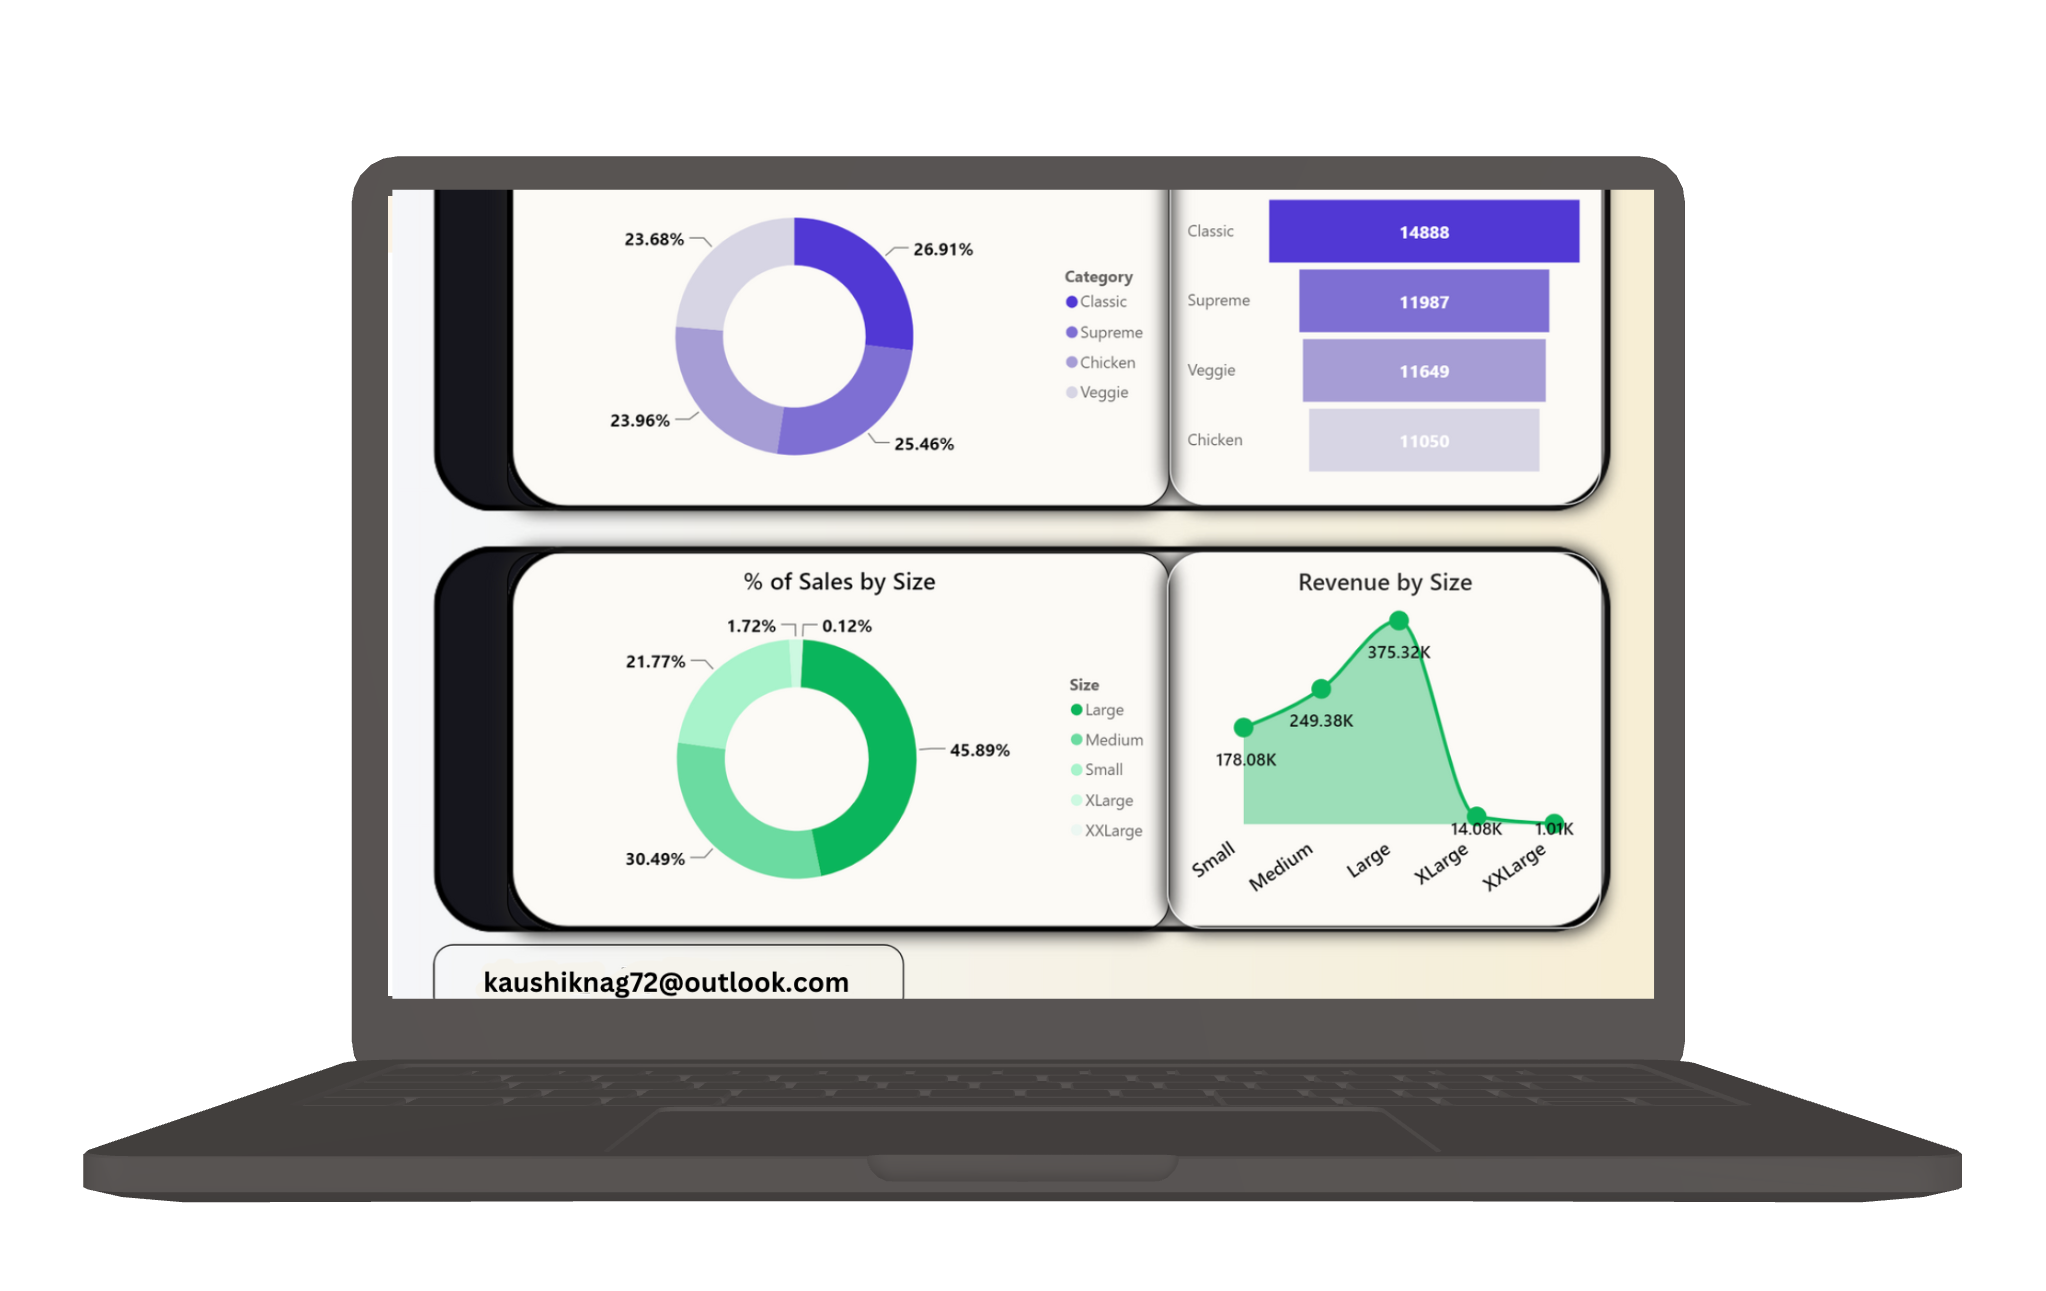 23.68%
26.91%
23.96%
25.46%
Category
Classic
Supreme
Chicken
Veggie
Classic
14888
Supreme
11987
Veggie
11649
Chicken
11050
% of Sales by Size
1.72%
0.12%
21.77%
45.89%
30.49%
Size
Large
Medium
Small
XLarge
XXLarge
Revenue by Size
375.32K
249.38K
178.08K
14.08K
1.01K
Small
Medium
Large
XLarge
XXLarge
kaushiknag72@outlook.com